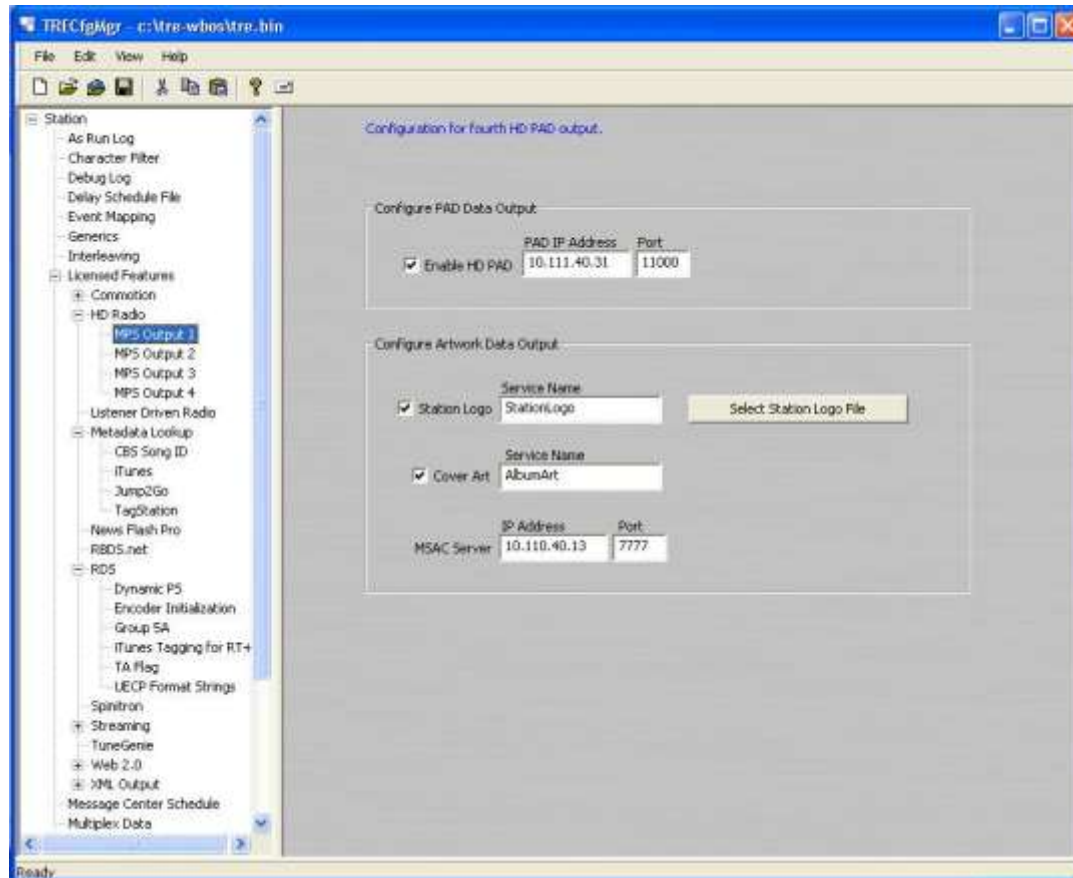 TRECfgMgr - c:\tre-wbos\tre.bin
File Edit View Help
Station
As Run Log
Character Filter
Debug Log
Delay Schedule File
Event Mapping
Generics
Interleaving
Licensed Features
Commotion
HD Radio
MPS Output 1
MPS Output 2
MPS Output 3
MPS Output 4
Listener Driven Radio
Metadata Lookup
CBS Song ID
iTunes
Jump2Go
TagStation
News Flash Pro
RBDS.net
RDS
Dynamic PS
Encoder Initialization
Group 5A
iTunes Tagging for RT+
TA Flag
UECP Format Strings
Spinitron
Streaming
TuneGenie
Web 2.0
XML Output
Message Center Schedule
Multiplex Data
Configuration for fourth HD PAD output.
Configure PAD Data Output
PAD IP Address Port
Enable HD PAD 10.111.40.31 11000
Configure Artwork Data Output
Service Name
Station Logo StationLogo Select Station Logo File
Service Name
Cover Art AlbumArt
IP Address Port
MSAC Server 10.110.40.13 7777
Ready